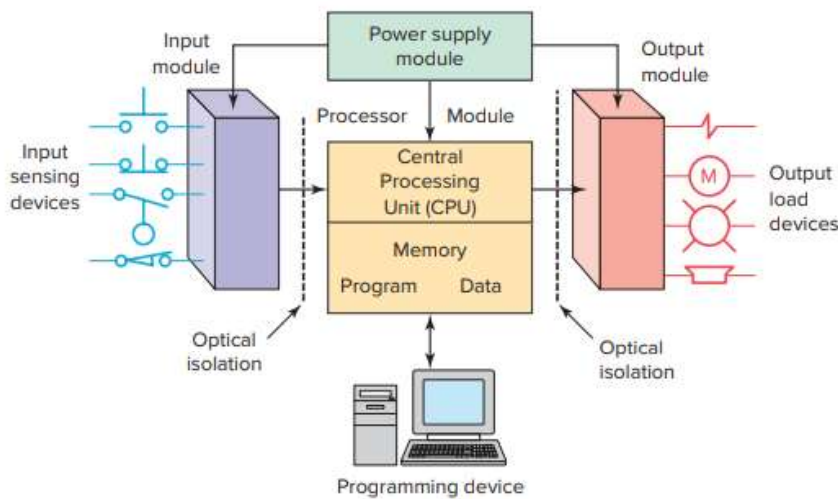 Input
module
Power supply
module
Output
module
Processor
Module
Input
sensing
devices
Central
Processing
Unit (CPU)
Memory
Program
Data
M
Output
load
devices
Optical
isolation
Optical
isolation
Programming device